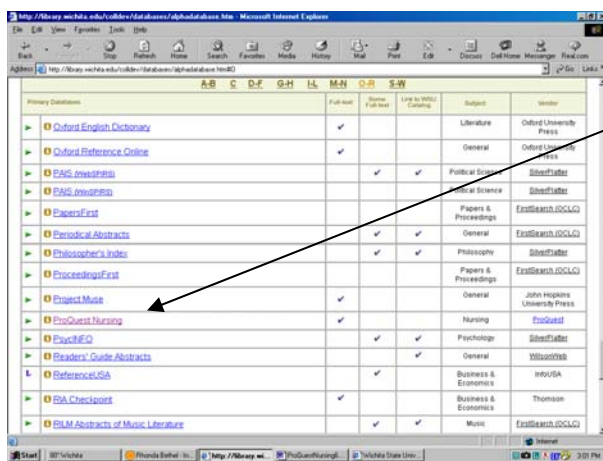 http://library.wichita.edu/colldev/databases/alphadatabase.htm - Microsoft Internet Explorer
File Edit View Favorites Tools Help
Back Stop Refresh Home Search Favorites Media History Mail Print Edit Discuss Dell Home Messenger Real.com
Address http://library.wichita.edu/colldev/databases/alphadatabase.htm#O Go Links
A-B C D-F G-H I-L M-N O-R S-W
Primary Databases Full-text Some Full-text Link to WSU Catalog Subject Vendor
Oxford English Dictionary Literature Oxford University Press
Oxford Reference Online General Oxford University Press
PAIS (WebSPIRS) Political Science SilverPlatter
PAIS (WebSPIRS) Political Science SilverPlatter
PapersFirst Papers & Proceedings FirstSearch (OCLC)
Periodical Abstracts General FirstSearch (OCLC)
Philosopher's Index Philosophy SilverPlatter
ProceedingsFirst Papers & Proceedings FirstSearch (OCLC)
Project Muse General John Hopkins University Press
ProQuest Nursing Nursing ProQuest
PsycINFO Psychology SilverPlatter
Readers' Guide Abstracts General WilsonWeb
L ReferenceUSA Business & Economics InfoUSA
RIA Checkpoint Business & Economics Thomson
RILM Abstracts of Music Literature Music FirstSearch (OCLC)
Internet
Start Rhonda Bethel - In... http://library.wi... ProQuestNursing... Wichita State Univ... 3:01 PM